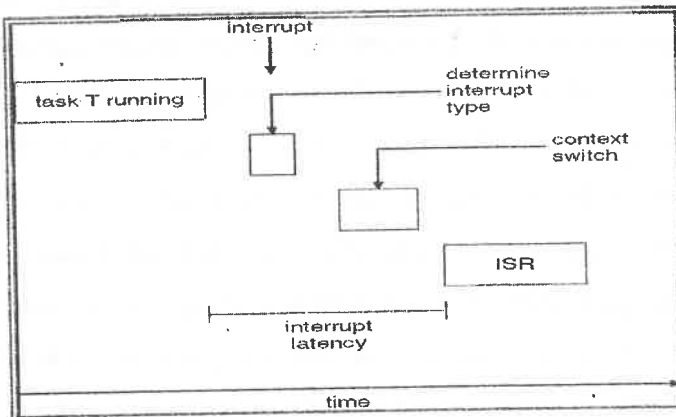 interrupt
task T running
determine
interrupt
type
context
switch
ISR
interrupt
latency
time